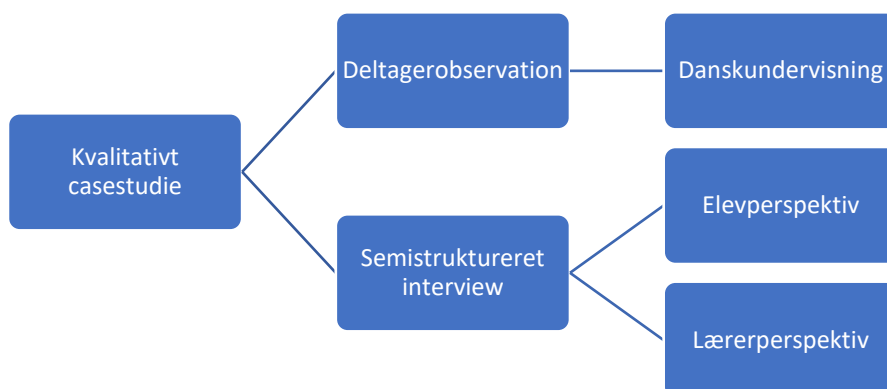 Kvalitativt
casestudie
Deltagerobservation
Danskundervisning
Semistruktureret
interview
Elevperspektiv
Lærerperspektiv